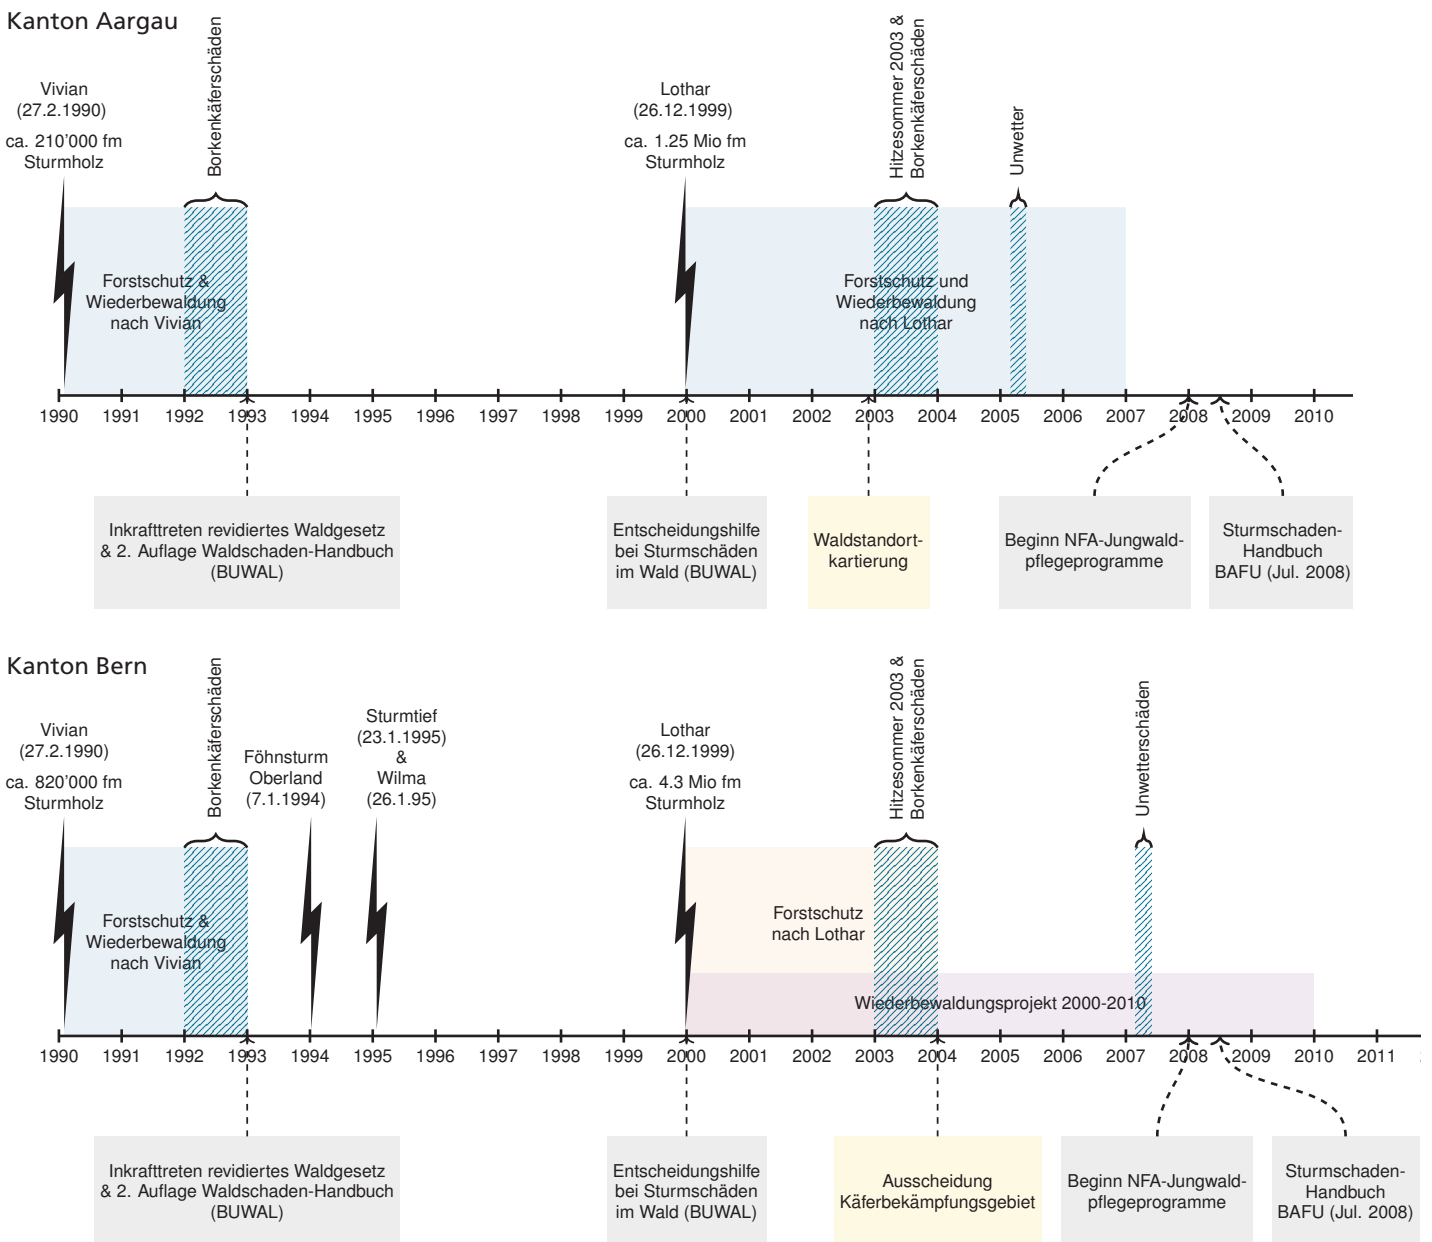 Kanton Aargau
Vivian
(27.2.1990)
ca. 210'000 fm
Sturmholz
Borkenkäferschäden
Lothar
(26.12.1999)
ca. 1.25 Mio fm
Sturmholz
Hitzesommer 2003 &
Borkenkäferschäden
Unwetter
Forstschutz &
Wiederbewaldung
nach Vivian
Forstschutz und
Wiederbewaldung
nach Lothar
1990 1991 1992 1993 1994 1995 1996 1997 1998 1999 2000 2001 2002 2003 2004 2005 2006 2007 2008 2009 2010
Inkrafttreten revidiertes Waldgesetz
& 2. Auflage Waldschaden-Handbuch
(BUWAL)
Entscheidungshilfe
bei Sturmschäden
im Wald (BUWAL)
Waldstandort-
kartierung
Beginn NFA-Jungwald-
pflegeprogramme
Sturmschaden-
Handbuch
BAFU (Jul. 2008)
Kanton Bern
Vivian
(27.2.1990)
ca. 820'000 fm
Sturmholz
Borkenkäferschäden
Föhnsturm
Oberland
(7.1.1994)
Sturmtief
(23.1.1995)
&
Wilma
(26.1.95)
Lothar
(26.12.1999)
ca. 4.3 Mio fm
Sturmholz
Hitzesommer 2003 &
Borkenkäferschäden
Unwetterschäden
Forstschutz &
Wiederbewaldung
nach Vivian
Forstschutz
nach Lothar
Wiederbewaldungsprojekt 2000-2010
1990 1991 1992 1993 1994 1995 1996 1997 1998 1999 2000 2001 2002 2003 2004 2005 2006 2007 2008 2009 2010 2011
Inkrafttreten revidiertes Waldgesetz
& 2. Auflage Waldschaden-Handbuch
(BUWAL)
Entscheidungshilfe
bei Sturmschäden
im Wald (BUWAL)
Ausscheidung
Käferbekämpfungsgebiet
Beginn NFA-Jungwald-
pflegeprogramme
Sturmschaden-
Handbuch
BAFU (Jul. 2008)